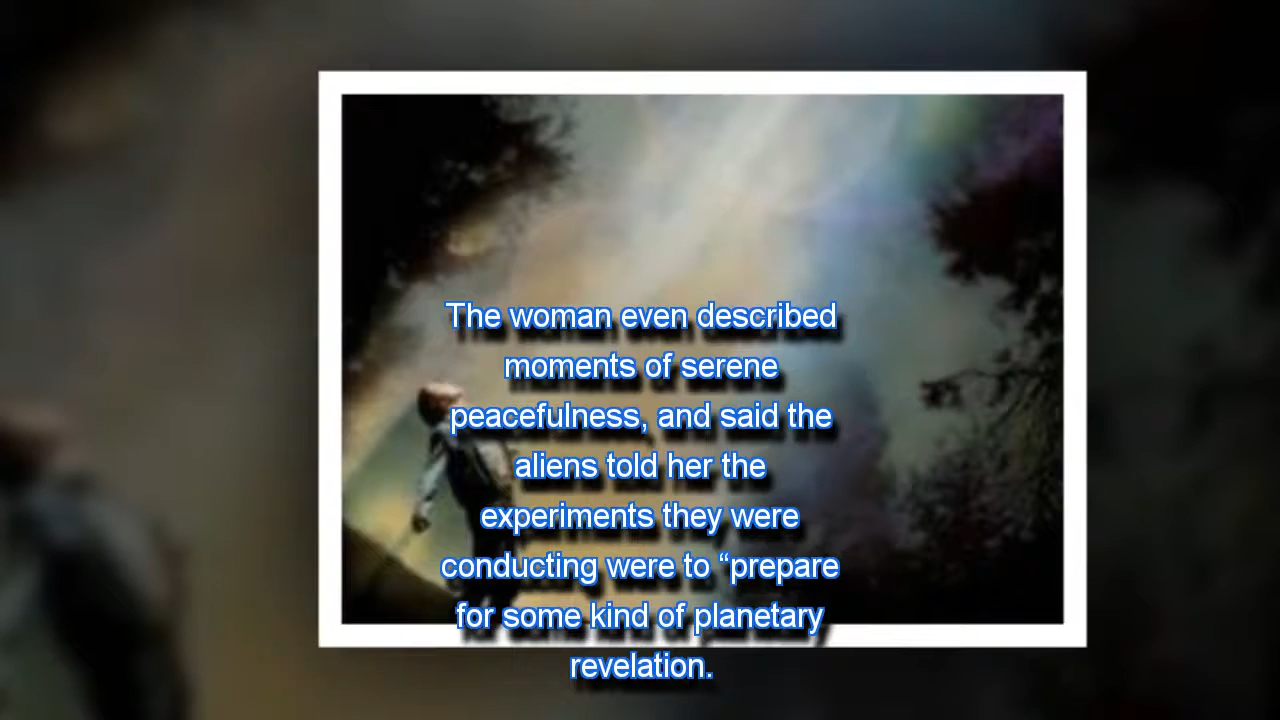 The woman even described
moments of serene
peacefulness, and said the
aliens told her the
experiments they were
conducting were to “prepare
for some kind of planetary
revelation.